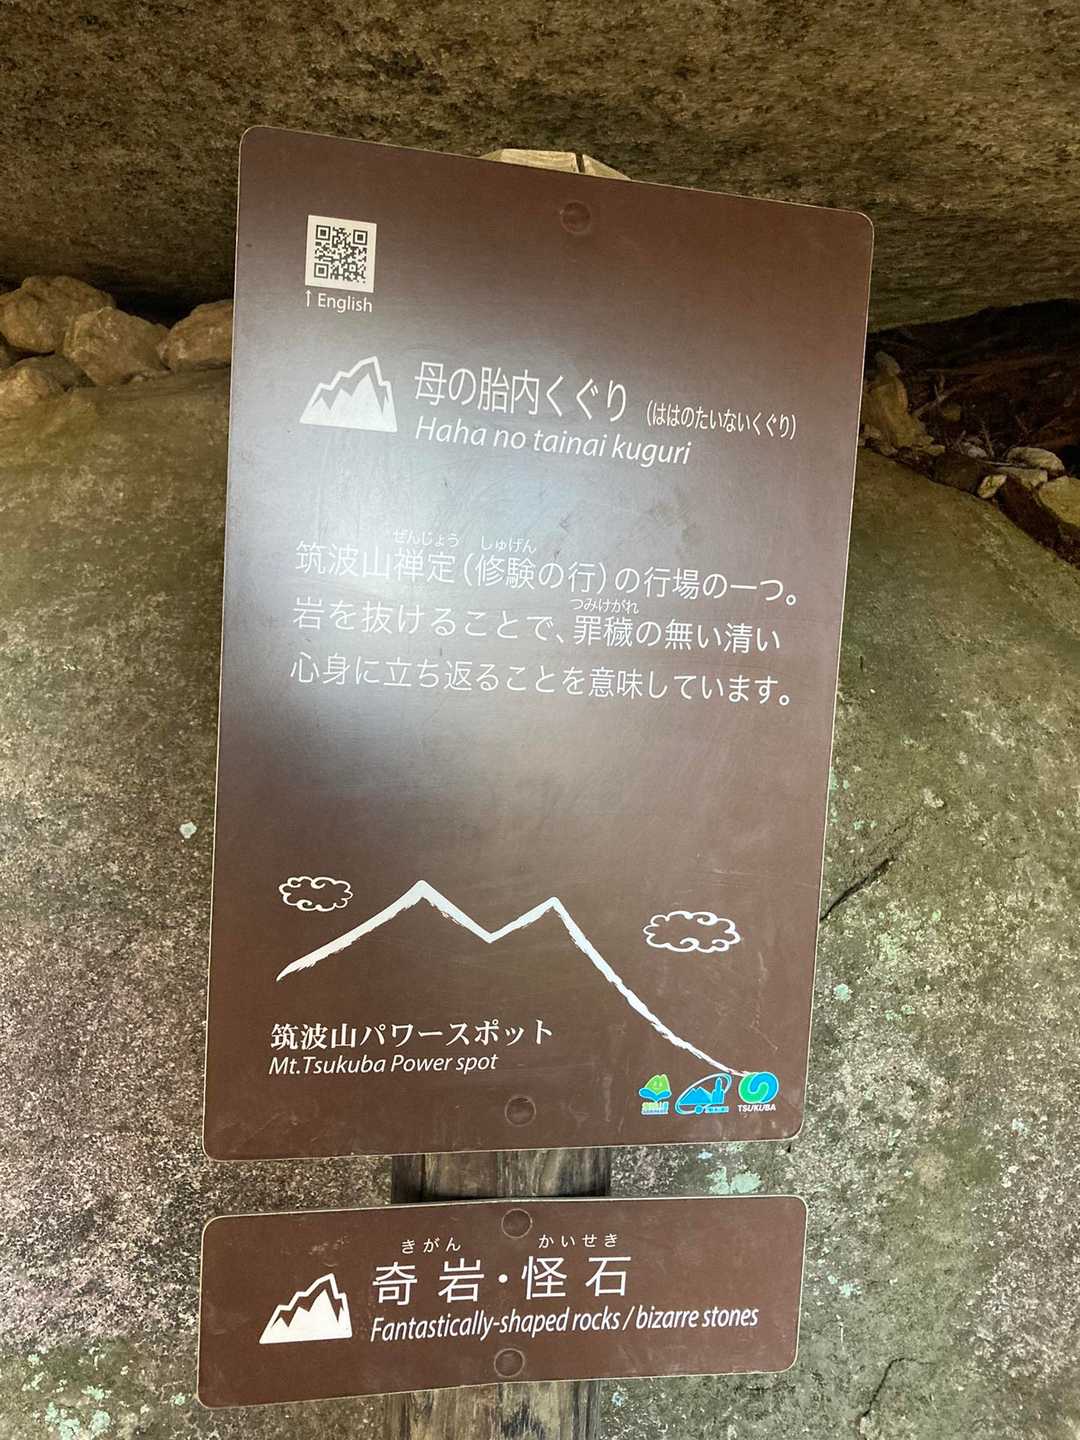 ↑ English
母の胎内くぐり (ははのたいないくぐり)
Haha no tainai kuguri
ぜんじょう しゅげん
筑波山禅定(修験の行)の行場の一つ。
つみけがれ
岩を抜けることで、罪穢の無い清い
心身に立ち返ることを意味しています。
筑波山パワースポット
Mt.Tsukuba Power spot
TSUKUBA
きがん かいせき
奇岩・怪石
Fantastically-shaped rocks / bizarre stones